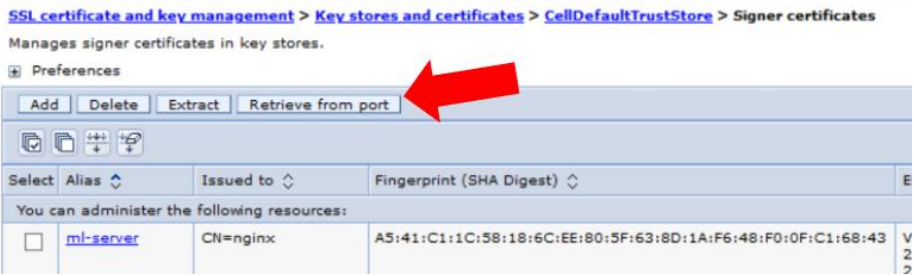 SSL certificate and key management > Key stores and certificates > CellDefaultTrustStore > Signer certificates
Manages signer certificates in key stores.
Preferences
Add Delete Extract Retrieve from port
Select Alias Issued to Fingerprint (SHA Digest) E
You can administer the following resources:
ml-server CN=nginx A5:41:C1:1C:58:18:6C:EE:80:5F:63:8D:1A:F6:48:F0:0F:C1:68:43 V
2